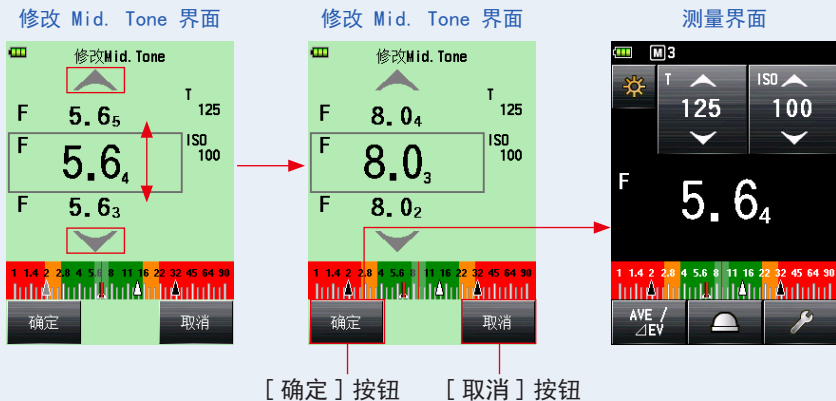 修改 Mid. Tone 界面
修改Mid. Tone
F 5.6₅
T 125
F 5.6₄
ISO 100
F 5.6₃
1 1.4 2 2.8 4 5.6 8 11 16 22 32 45 64 90
确定
取消
修改 Mid. Tone 界面
修改Mid. Tone
F 8.0₄
T 125
F 8.0₃
ISO 100
F 8.0₂
1 1.4 2 2.8 4 5.6 8 11 16 22 32 45 64 90
确定
取消
[ 确定 ] 按钮
[ 取消 ] 按钮
测量界面
M 3
T 125
ISO 100
F 5.6₄
1 1.4 2 2.8 4 5.6 8 11 16 22 32 45 64 90
AVE /
⊿EV